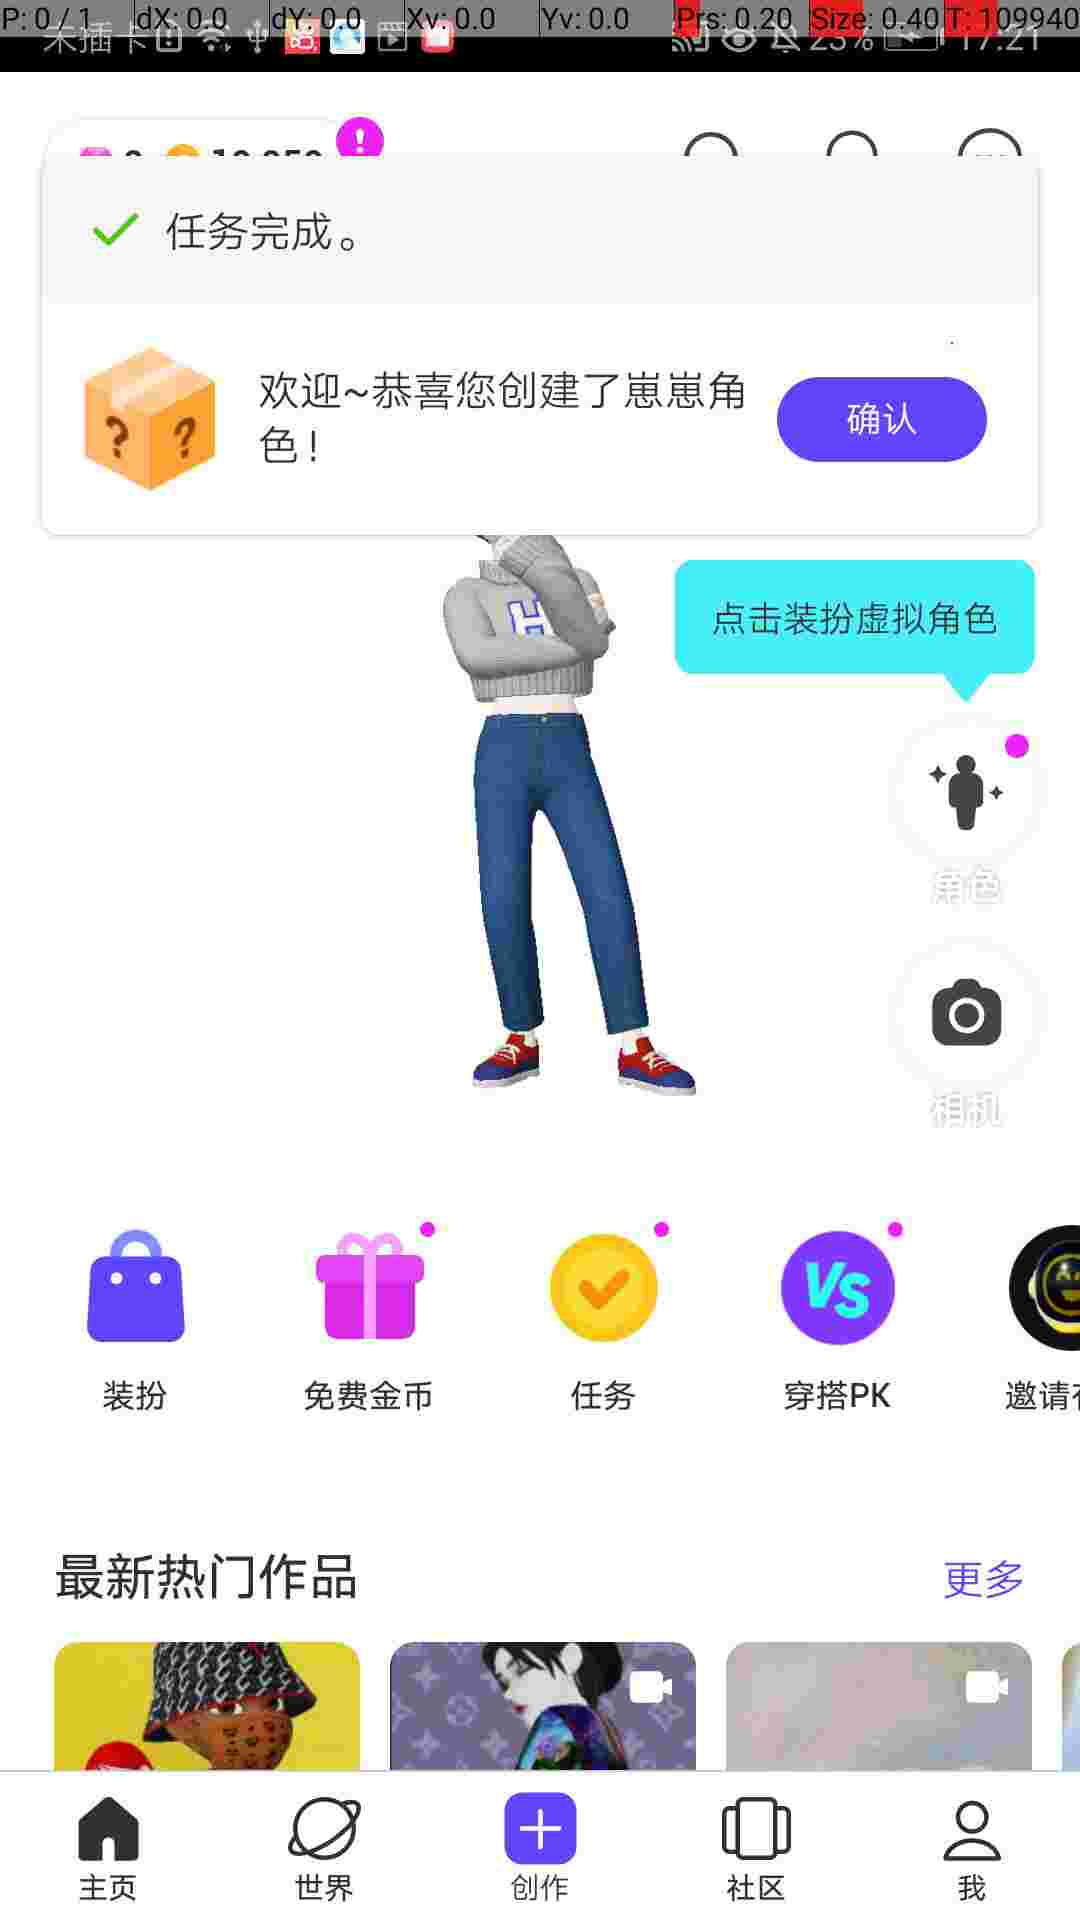 P: 0 / 1 dX: 0.0 dY: 0.0 Xv: 0.0 Yv: 0.0 Prs: 0.20 Size: 0.40 T: 109940
未插卡 23% 17:21
任务完成。
欢迎~恭喜您创建了崽崽角
色!
确认
点击装扮虚拟角色
角色
相机
装扮 免费金币 任务 穿搭PK 邀请
VS
最新热门作品 更多
主页 世界 创作 社区 我